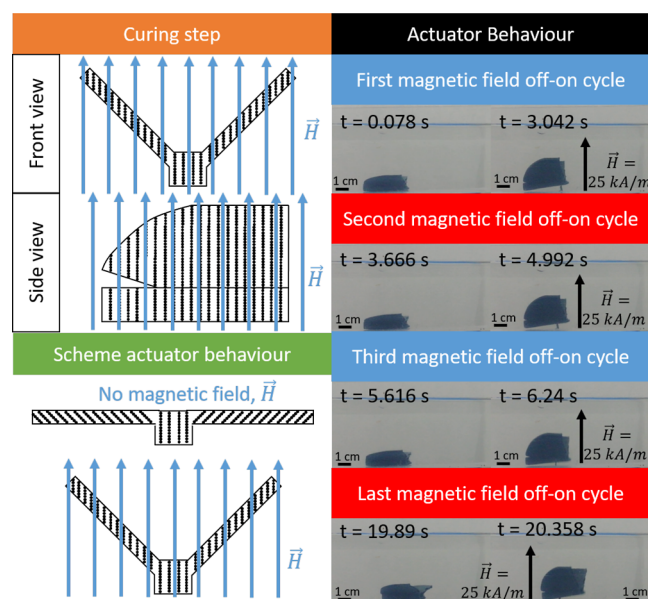 Curing step
Front view
H⃗
Side view
H⃗
Scheme actuator behaviour
No magnetic field, H⃗
H⃗
Actuator Behaviour
First magnetic field off-on cycle
t = 0.078 s
t = 3.042 s
H⃗ =
25 kA/m
1 cm
1 cm
Second magnetic field off-on cycle
t = 3.666 s
t = 4.992 s
H⃗ =
25 kA/m
1 cm
1 cm
Third magnetic field off-on cycle
t = 5.616 s
t = 6.24 s
H⃗ =
25 kA/m
1 cm
1 cm
Last magnetic field off-on cycle
t = 19.89 s
t = 20.358 s
H⃗ =
25 kA/m
1 cm
1 cm